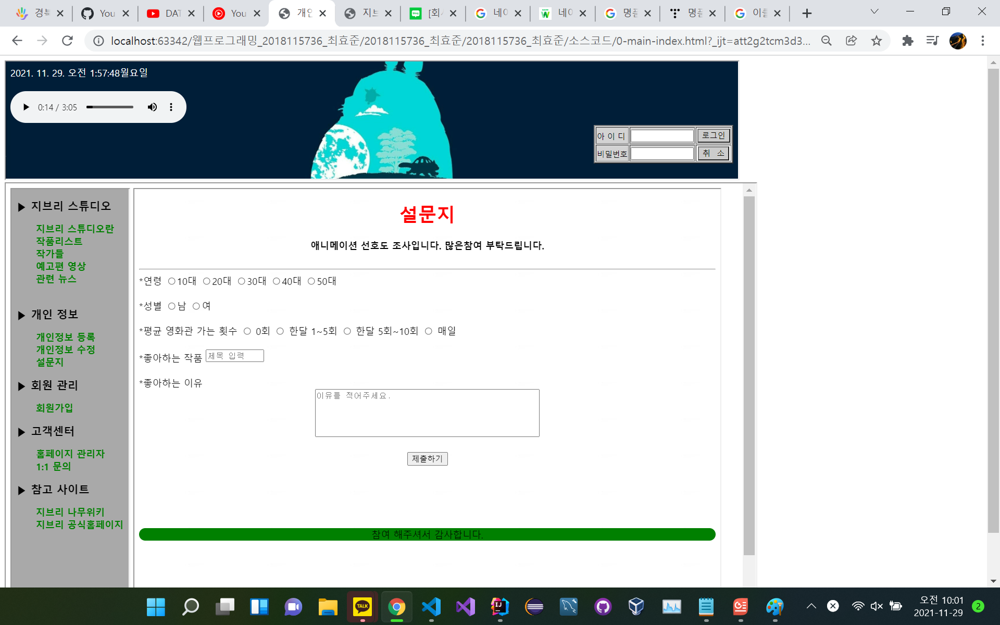 경북
You
DAT
You
개인
지브
[회사
네이
네이
명품
명품
이클
localhost:63342/웹프로그래밍_2018115736_최효준/2018115736_최효준/2018115736_최효준/소스코드/0-main-index.html?_ijt=att2g2tcm3d3...
2021. 11. 29. 오전 1:57:48월요일
0:14 / 3:05
아 이 디
로그인
비밀번호
취 소
▶ 지브리 스튜디오
지브리 스튜디오란
작품리스트
작가들
예고편 영상
관련 뉴스
▶ 개인 정보
개인정보 등록
개인정보 수정
설문지
▶ 회원 관리
회원가입
▶ 고객센터
홈페이지 관리자
1:1 문의
▶ 참고 사이트
지브리 나무위키
지브리 공식홈페이지
설문지
애니메이션 선호도 조사입니다. 많은참여 부탁드립니다.
*연령 10대 20대 30대 40대 50대
*성별 남 여
*평균 영화관 가는 횟수 0회 한달 1~5회 한달 5회~10회 매일
*좋아하는 작품 제목 입력
*좋아하는 이유
이유를 적어주세요.
제출하기
참여 해주셔서 감사합니다.
TALK
IJ
오전 10:01
2021-11-29
2